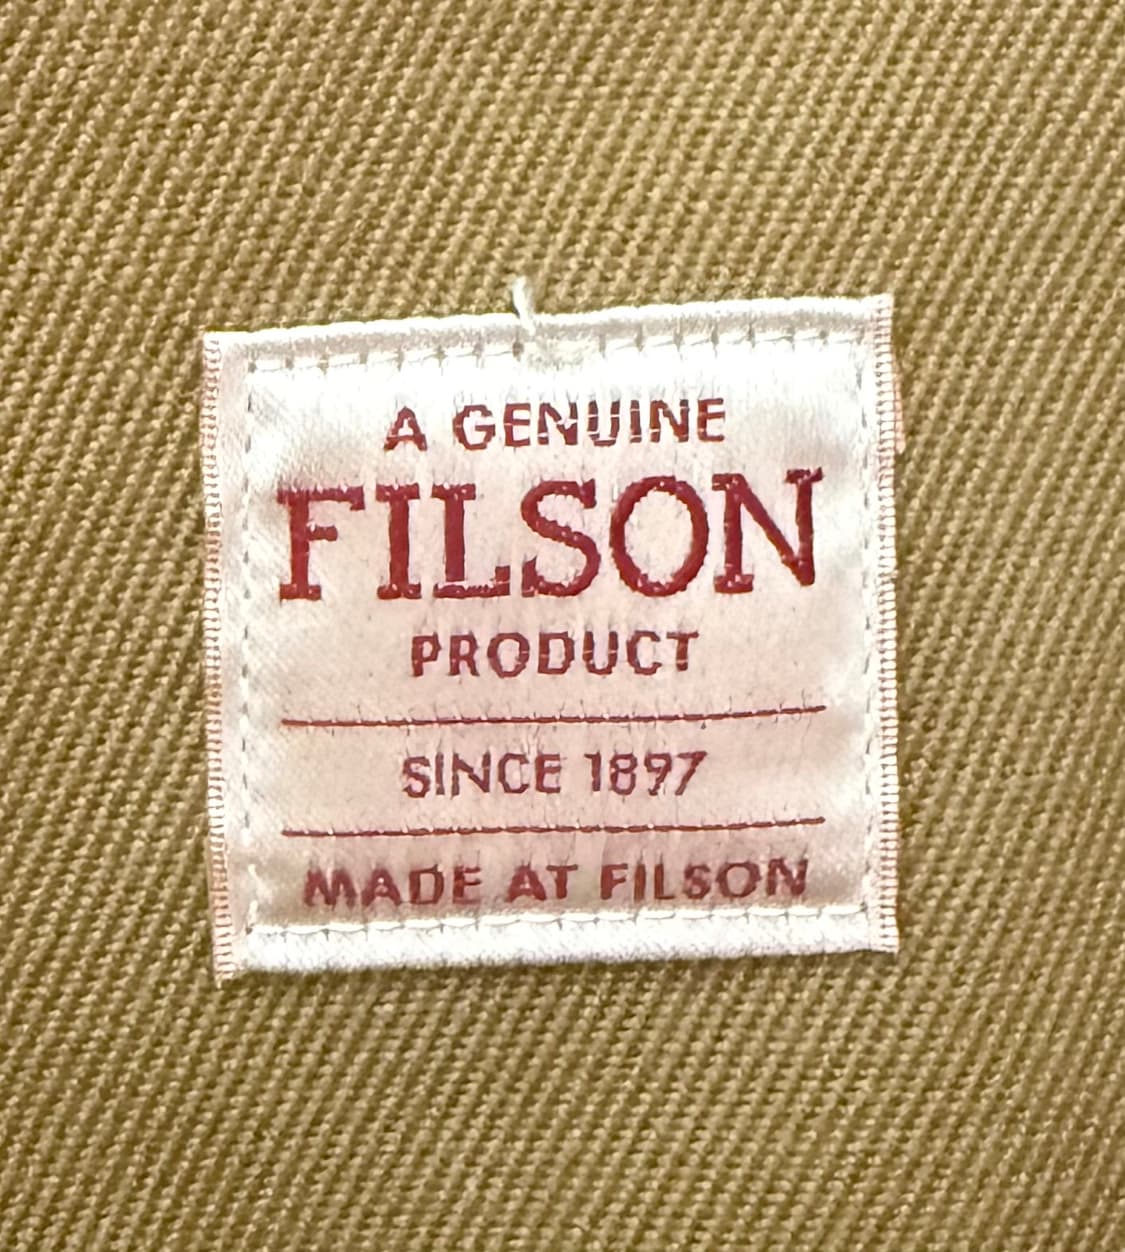 A GENUINE
FILSON
PRODUCT
SINCE 1897
MADE AT FILSON